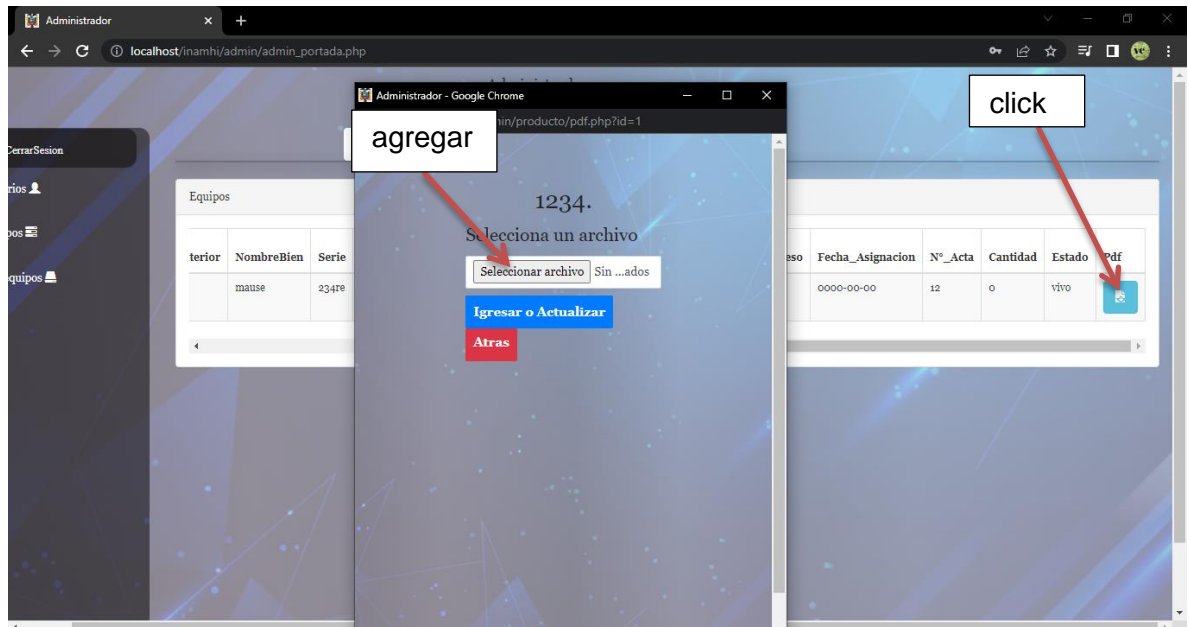 Administrador
localhost/inamhi/admin/admin_portada.php
vc
Administrador - Google Chrome
min/producto/pdf.php?id=1
agregar
click
CerrarSesion
rios
pos
quipos
Equipos
terior NombreBien Serie
eso Fecha_Asignacion N°_Acta Cantidad Estado Pdf
mause 234re
0000-00-00 12 0 vivo
1234.
Selecciona un archivo
Seleccionar archivo Sin ...ados
Igresar o Actualizar
Atras